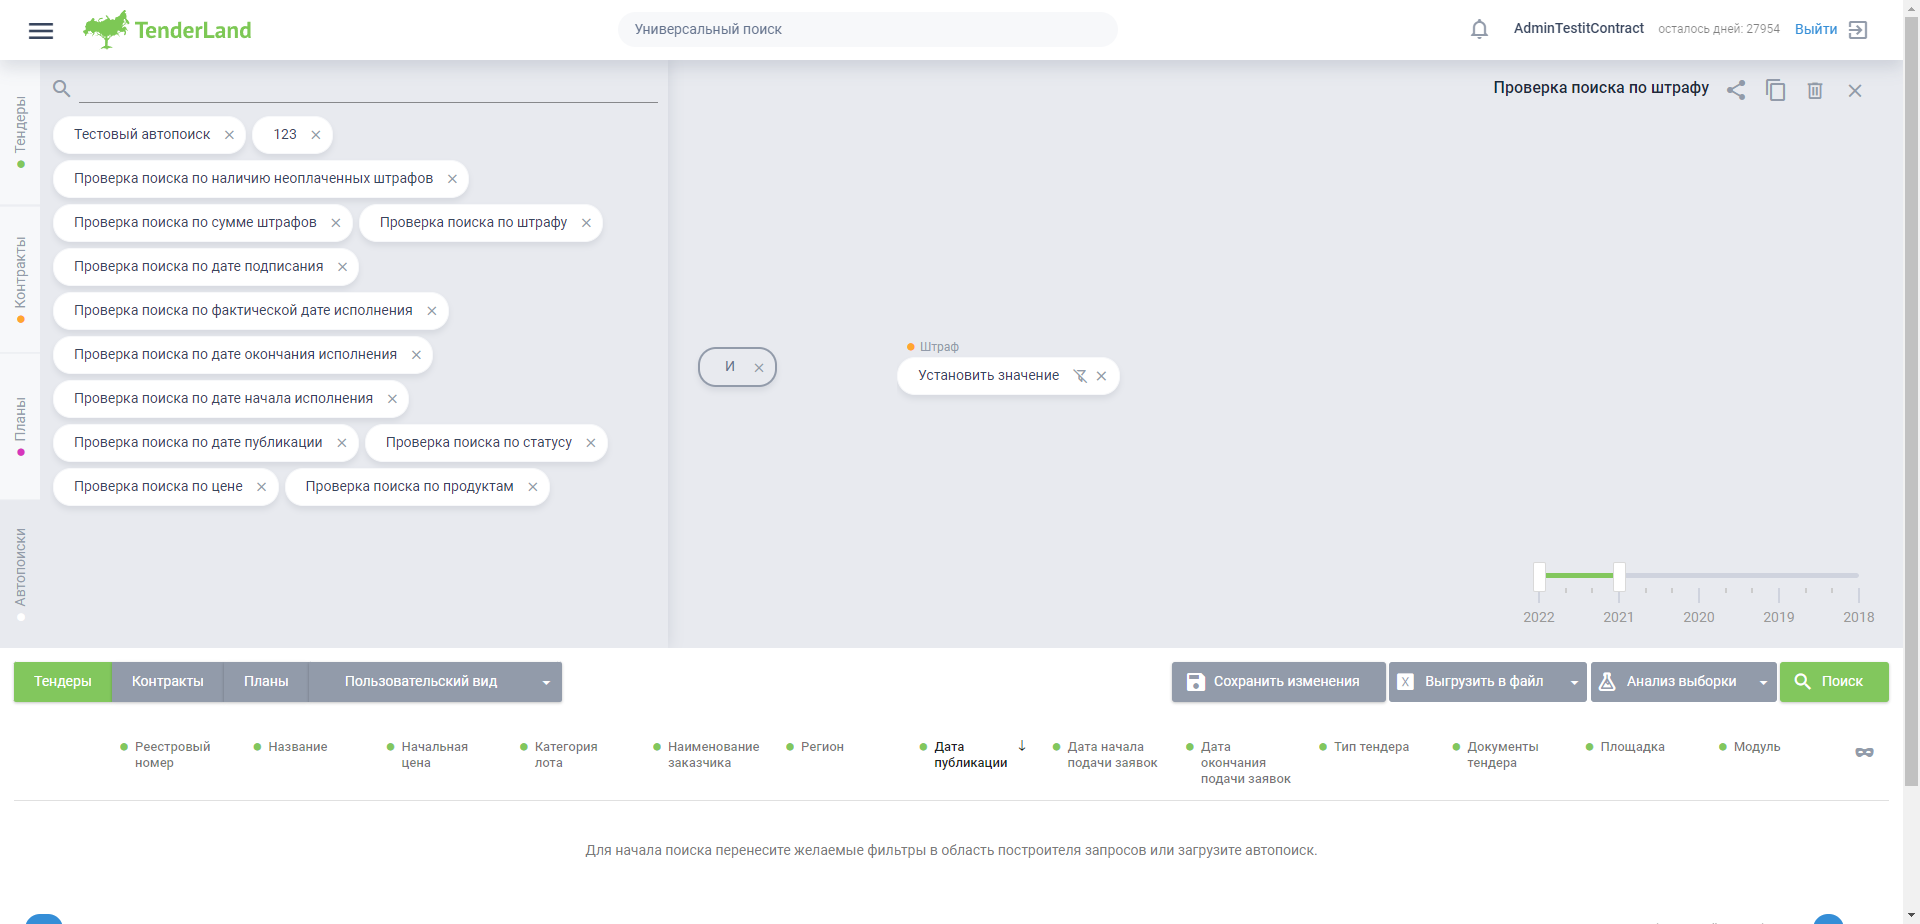 TenderLand
Универсальный поиск
AdminTestitContract
осталось дней: 27954
Выйти
Тендеры
Контракты
Планы
Автопоиски
Тестовый автопоиск
123
Проверка поиска по наличию неоплаченных штрафов
Проверка поиска по сумме штрафов
Проверка поиска по штрафу
Проверка поиска по дате подписания
Проверка поиска по фактической дате исполнения
Проверка поиска по дате окончания исполнения
Проверка поиска по дате начала исполнения
Проверка поиска по дате публикации
Проверка поиска по статусу
Проверка поиска по цене
Проверка поиска по продуктам
Проверка поиска по штрафу
И
Штраф
Установить значение
2022
2021
2020
2019
2018
Тендеры
Контракты
Планы
Пользовательский вид
Сохранить изменения
X
Выгрузить в файл
Анализ выборки
Поиск
Реестровый
номер
Название
Начальная
цена
Категория
лота
Наименование
заказчика
Регион
Дата
публикации
Дата начала
подачи заявок
Дата
окончания
подачи заявок
Тип тендера
Документы
тендера
Площадка
Модуль
Для начала поиска перенесите желаемые фильтры в область построителя запросов или загрузите автопоиск.